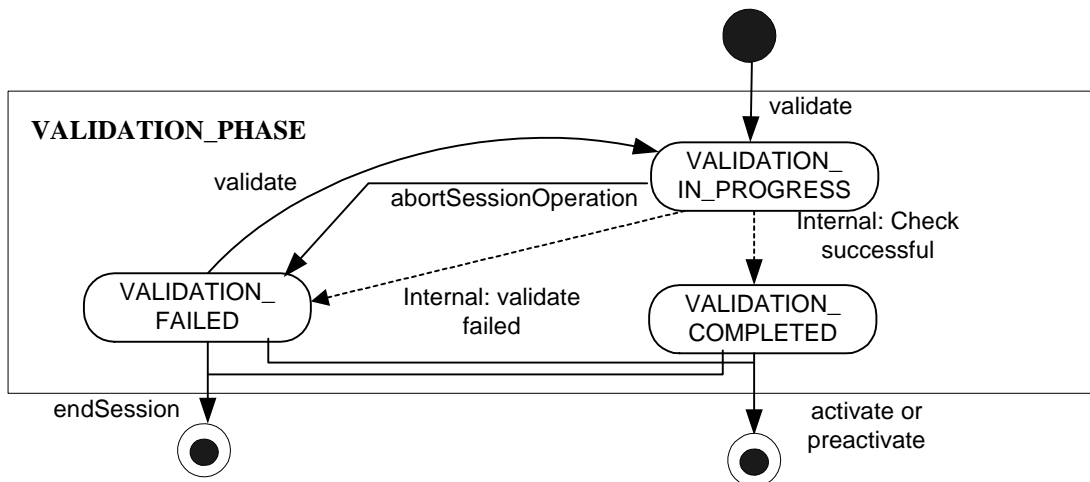 validate
VALIDATION_PHASE
VALIDATION_
IN_PROGRESS
validate
abortSessionOperation
Internal: Check
successful
VALIDATION_
FAILED
Internal: validate
failed
VALIDATION_
COMPLETED
endSession
activate or
preactivate